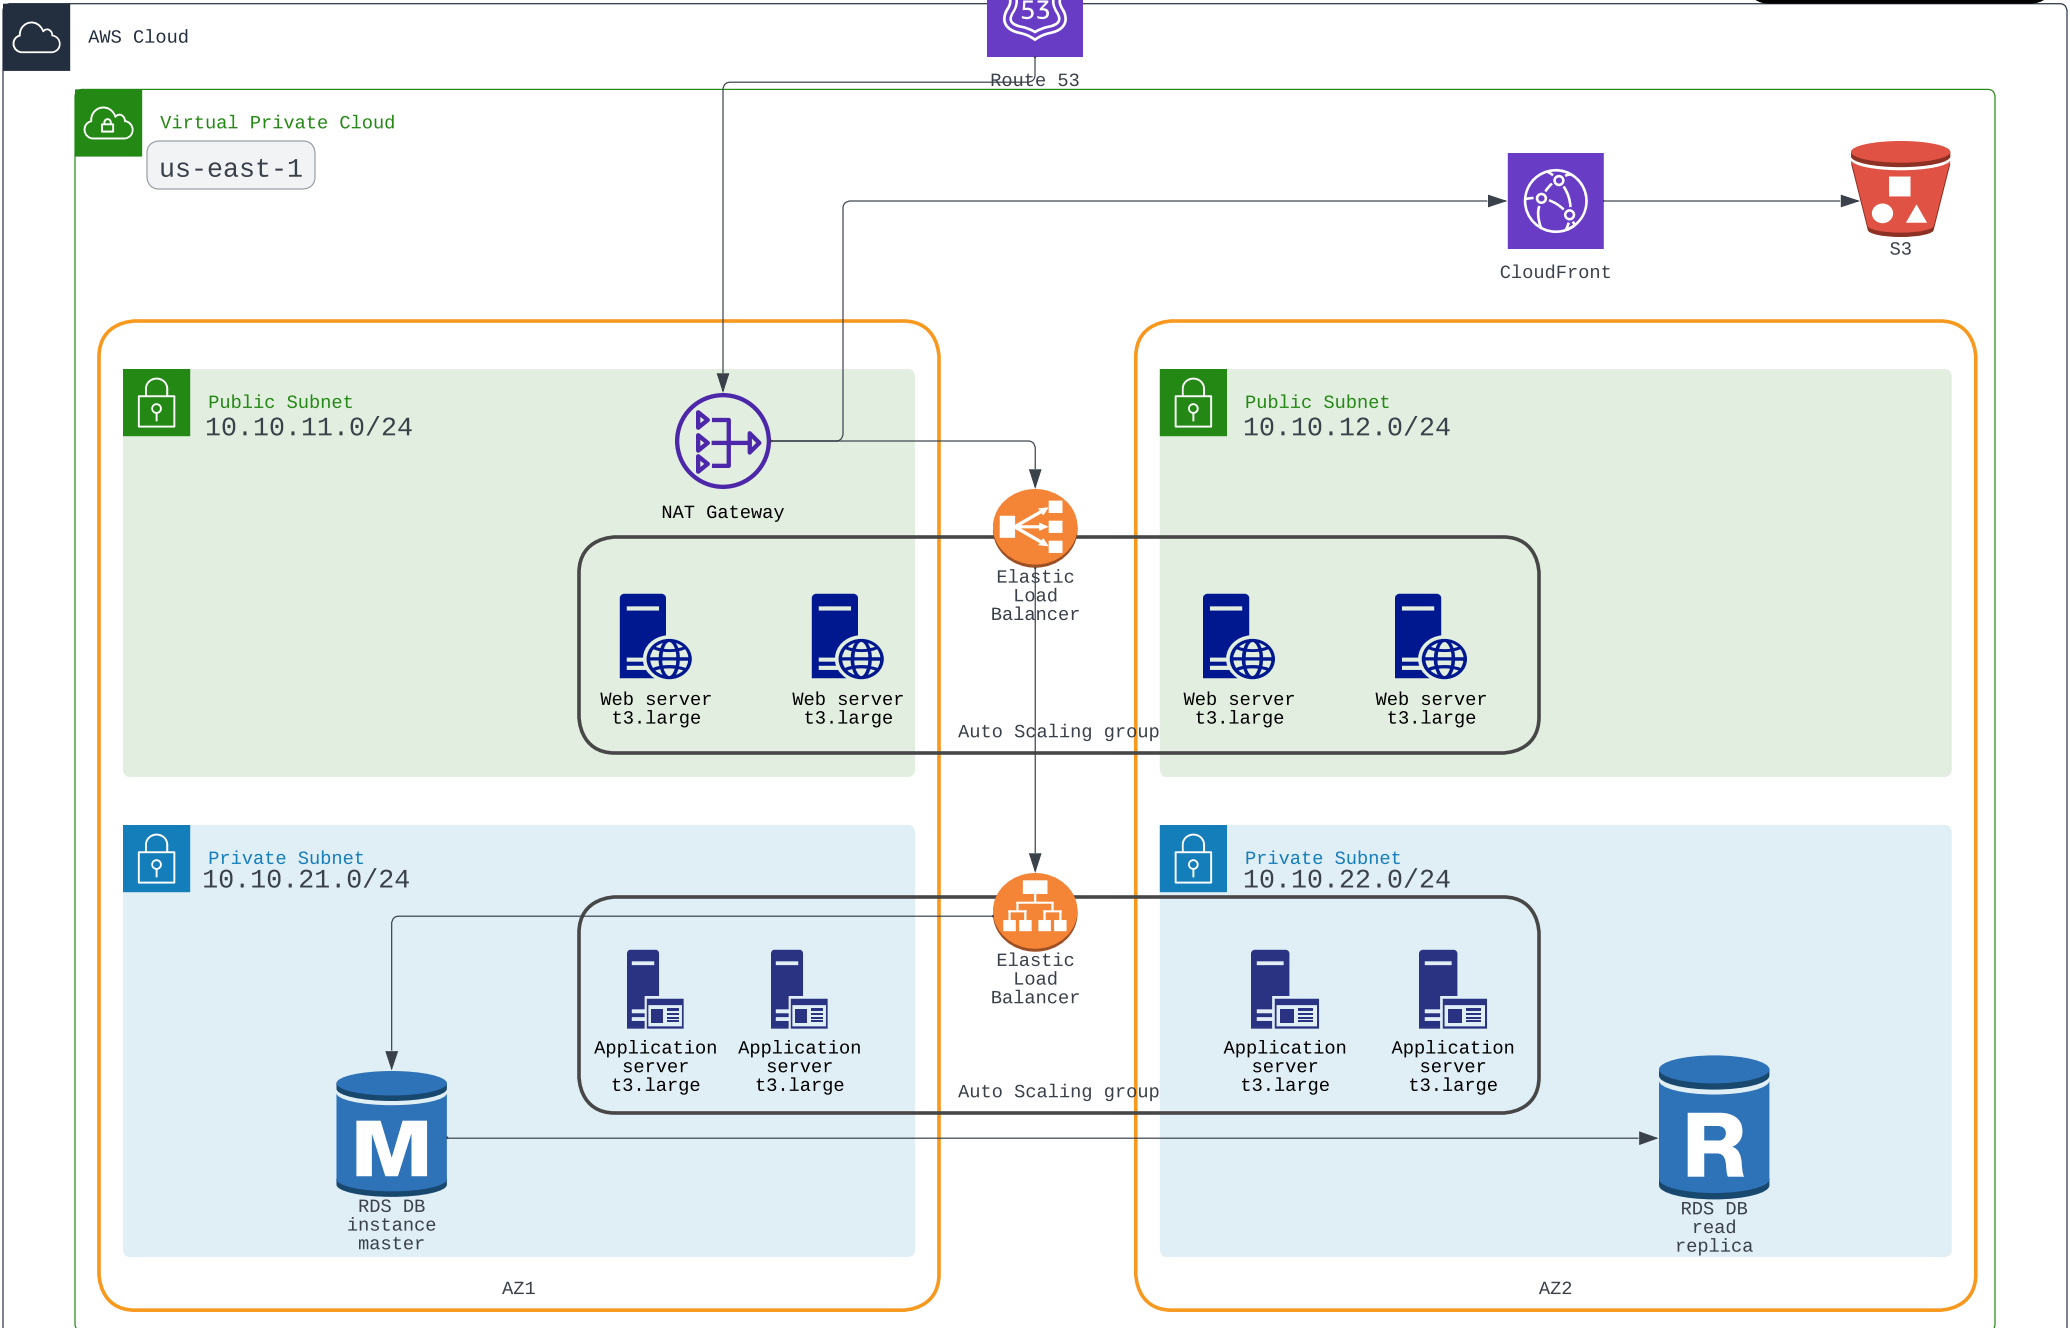 53
AWS Cloud
Route 53
Virtual Private Cloud
us-east-1
CloudFront
S3
Public Subnet
10.10.11.0/24
NAT Gateway
Public Subnet
10.10.12.0/24
Elastic
Load
Balancer
Web server
t3.large
Web server
t3.large
Web server
t3.large
Web server
t3.large
Auto Scaling group
Private Subnet
10.10.21.0/24
Private Subnet
10.10.22.0/24
Elastic
Load
Balancer
Application
server
t3.large
Application
server
t3.large
Application
server
t3.large
Application
server
t3.large
Auto Scaling group
M
RDS DB
instance
master
R
RDS DB
read
replica
AZ1
AZ2